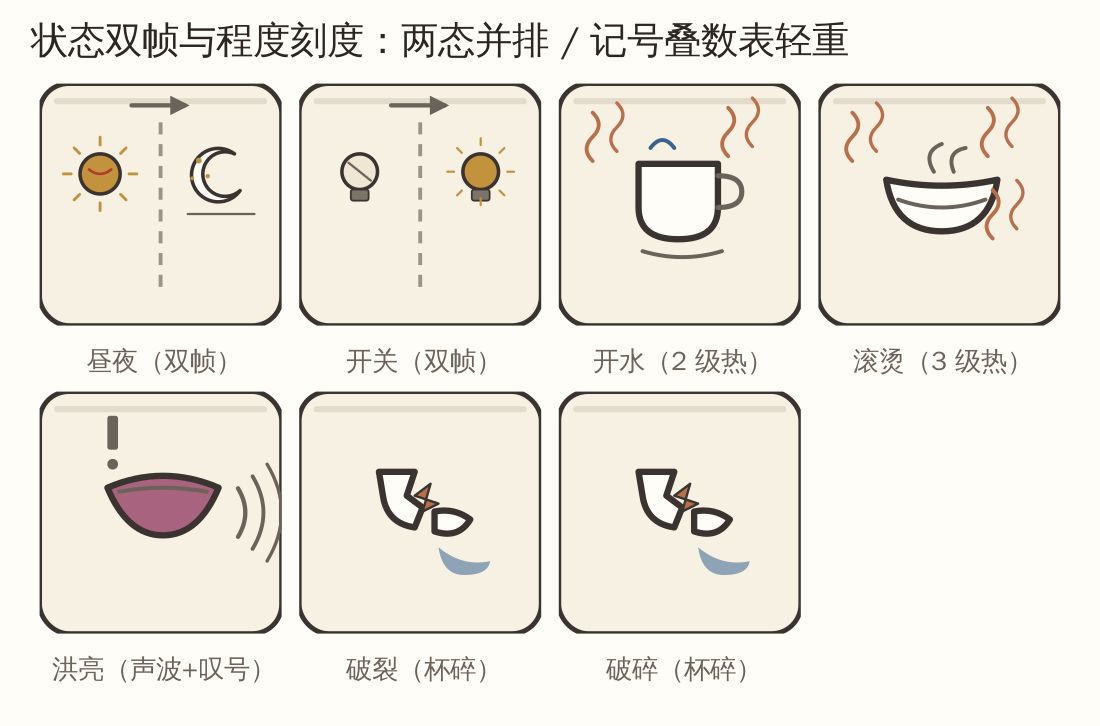 状态双帧与程度刻度：两态并排 / 记号叠数表轻重
昼夜（双帧）
开关（双帧）
开水（2 级热）
滚烫（3 级热）
洪亮（声波+叹号）
破裂（杯碎）
破碎（杯碎）